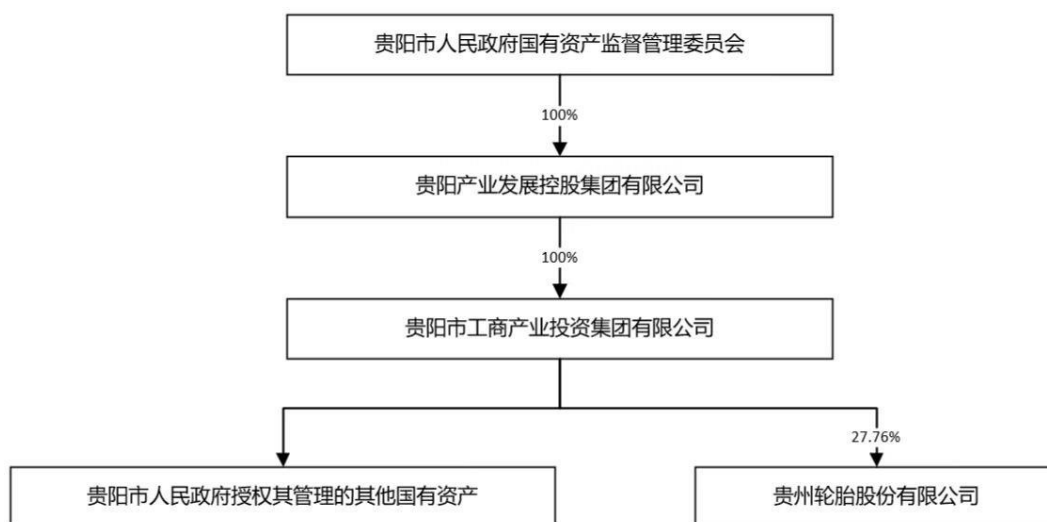 贵阳市人民政府国有资产监督管理委员会
100%
贵阳产业发展控股集团有限公司
100%
贵阳市工商产业投资集团有限公司
27.76%
贵阳市人民政府授权其管理的其他国有资产
贵州轮胎股份有限公司